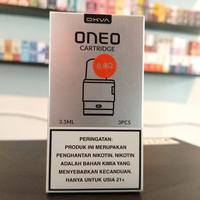 OXVA
ONEO
CARTRIDGE
0.8Ω
3.5ML 3PCS
PERINGATAN:
PRODUK INI MERUPAKAN
PENGHANTAR NIKOTIN, NIKOTIN
ADALAH BAHAN KIMIA YANG
MENYEBABKAN KECANDUAN.
HANYA UNTUK USIA 21+